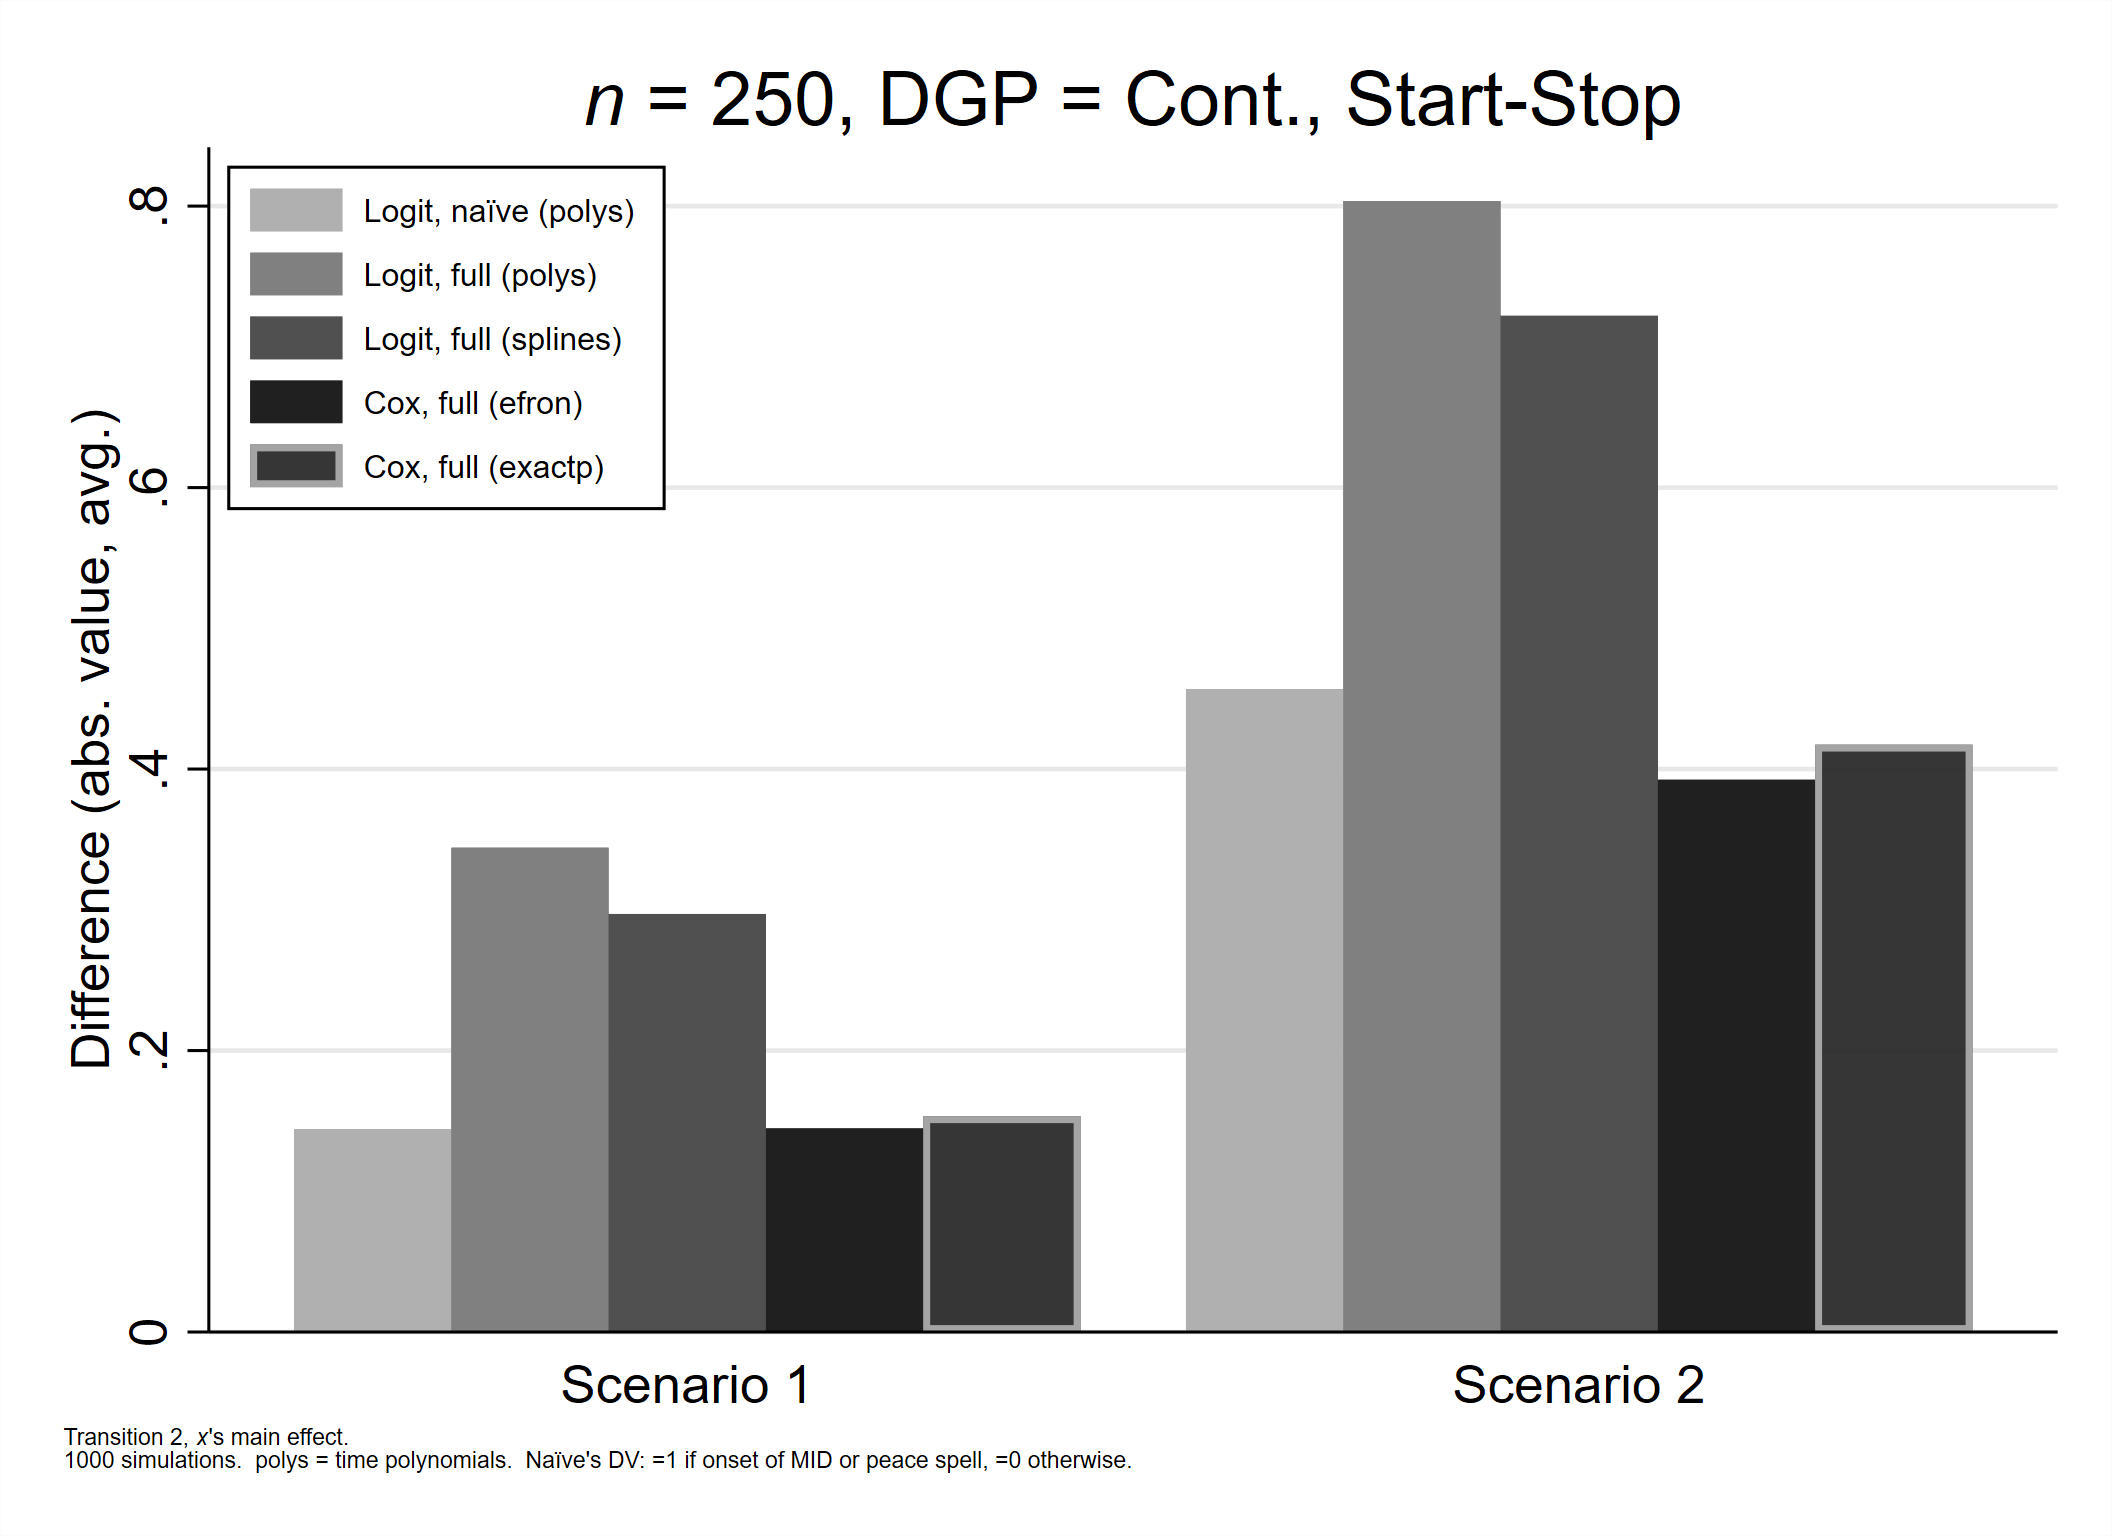 n = 250, DGP = Cont., Start-Stop
Logit, naïve (polys)
Logit, full (polys)
Logit, full (splines)
Cox, full (efron)
Cox, full (exactp)
Difference (abs. value, avg.)
.8
.6
.4
.2
0
Scenario 1
Scenario 2
Transition 2, x's main effect.
1000 simulations.  polys = time polynomials.  Naïve's DV: =1 if onset of MID or peace spell, =0 otherwise.